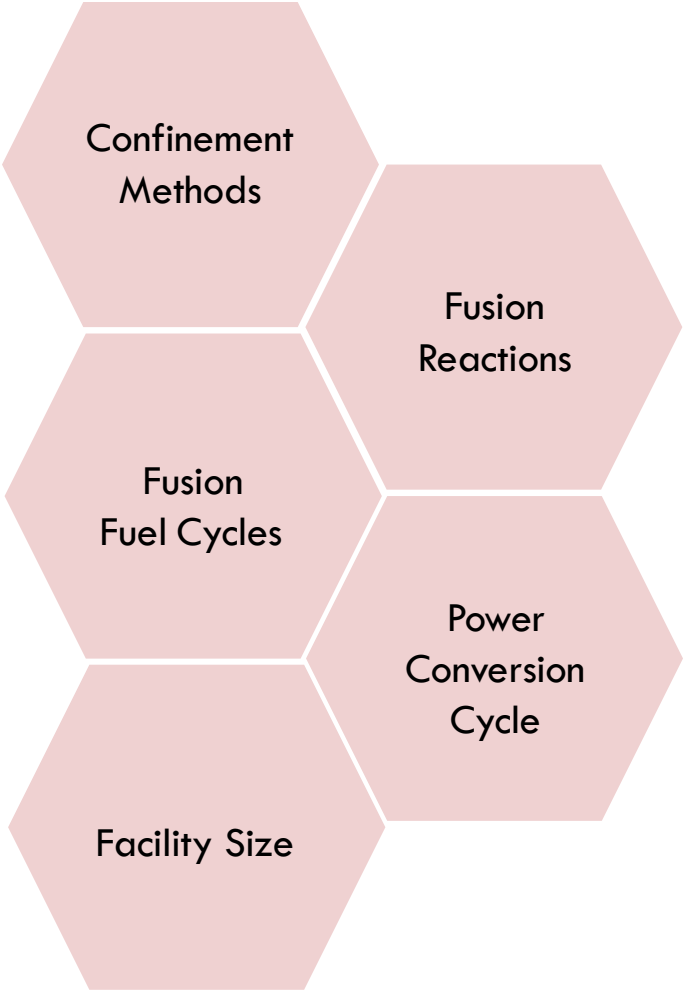 Confinement
Methods
Fusion
Reactions
Fusion
Fuel Cycles
Power
Conversion
Cycle
Facility Size